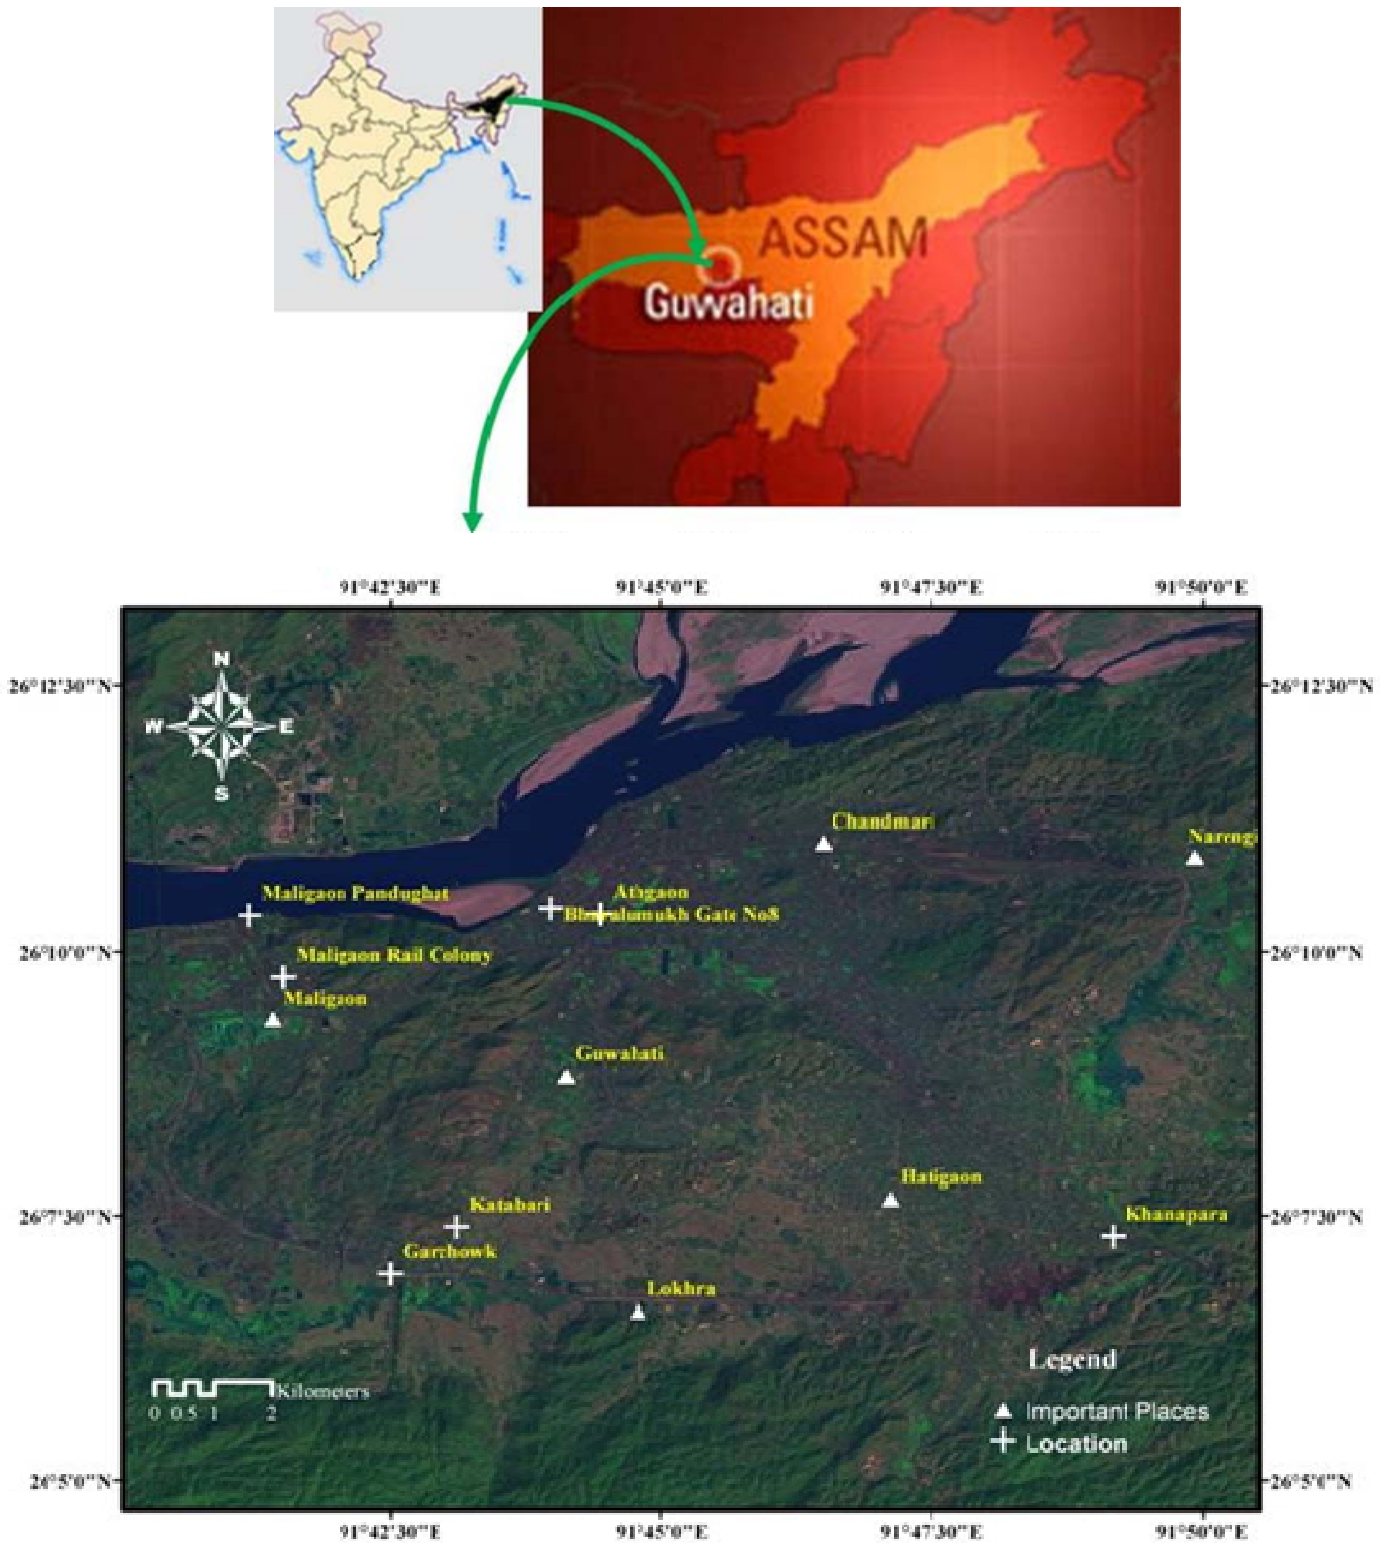 ASSAM
Guwahati
91°42'30"E 91°45'0"E 91°47'30"E 91°50'0"E
N
26°12'30"N 26°12'30"N
W E
S
Chandmari
Narengi
Maligaon Pandughat Athgaon
Bharalumukh Gate No8
26°10'0"N 26°10'0"N
Maligaon Rail Colony
Maligaon
Guwahati
Hatigaon
Katabari
Khanapara
26°7'30"N 26°7'30"N
Garchowk
Lokhra
Legend
Kilometers
0 0.5 1 2
Important Places
Location
26°5'0"N 26°5'0"N
91°42'30"E 91°45'0"E 91°47'30"E 91°50'0"E